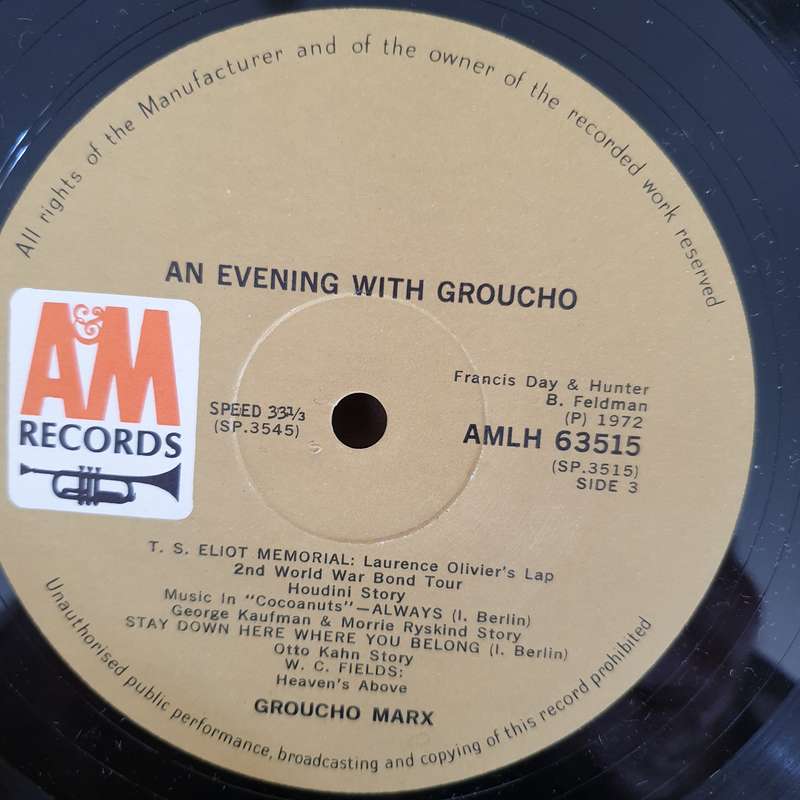 All rights of the Manufacturer and of the owner of the recorded work reserved
AN EVENING WITH GROUCHO
A&M
RECORDS
SPEED 33⅓
(SP.3545)
Francis Day & Hunter
B. Feldman
(P) 1972
AMLH 63515
(SP.3515)
SIDE 3
T. S. ELIOT MEMORIAL: Laurence Olivier's Lap
2nd World War Bond Tour
Houdini Story
Music In "Cocoanuts"—ALWAYS (I. Berlin)
George Kaufman & Morrie Ryskind Story
STAY DOWN HERE WHERE YOU BELONG (I. Berlin)
Otto Kahn Story
W. C. FIELDS:
Heaven's Above
GROUCHO MARX
Unauthorised public performance, broadcasting and copying of this record prohibited